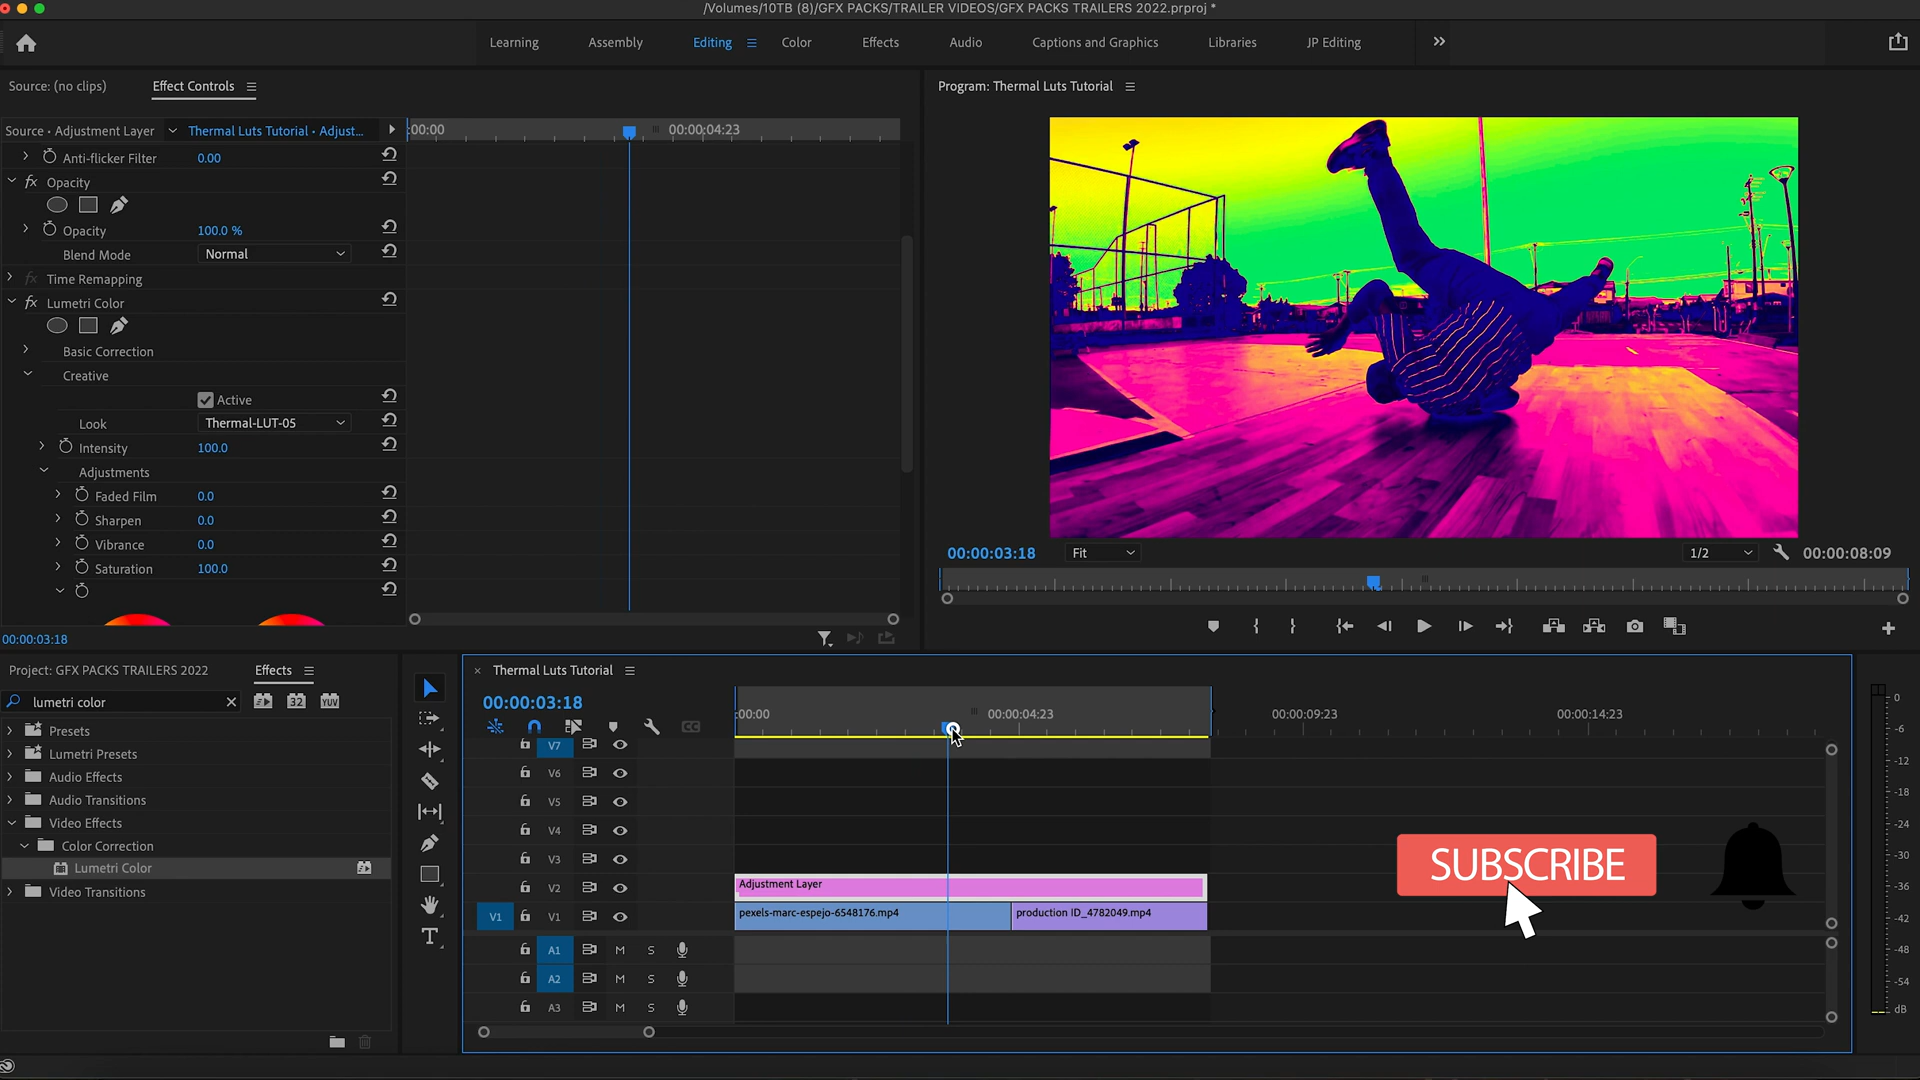 /Volumes/10TB (8)/GFX PACKS/TRAILER VIDEOS/GFX PACKS TRAILERS 2022.prproj *
Learning Assembly Editing Color Effects Audio Captions and Graphics Libraries JP Editing
Source: (no clips) Effect Controls
Program: Thermal Luts Tutorial
Source • Adjustment Layer Thermal Luts Tutorial • Adjust... :00:00 00:00:04:23
Anti-flicker Filter 0.00
fx Opacity
Opacity 100.0 %
Blend Mode Normal
fx Time Remapping
fx Lumetri Color
Basic Correction
Creative
Active
Look Thermal-LUT-05
Intensity 100.0
Adjustments
Faded Film 0.0
Sharpen 0.0
Vibrance 0.0
Saturation 100.0
00:00:03:18
00:00:03:18 Fit 1/2 00:00:08:09
Project: GFX PACKS TRAILERS 2022 Effects
lumetri color 32 YUV
Presets
Lumetri Presets
Audio Effects
Audio Transitions
Video Effects
Color Correction
Lumetri Color
Video Transitions
× Thermal Luts Tutorial
00:00:03:18
CC
:00:00 00:00:04:23 00:00:09:23 00:00:14:23
V7
V6
V5
V4
V3
V2 Adjustment Layer
V1 V1 pexels-marc-espejo-6548176.mp4 production ID_4782049.mp4
A1 M S
A2 M S
A3 M S
SUBSCRIBE
0
-6
-12
-18
-24
-30
-36
-42
-48
-54
dB